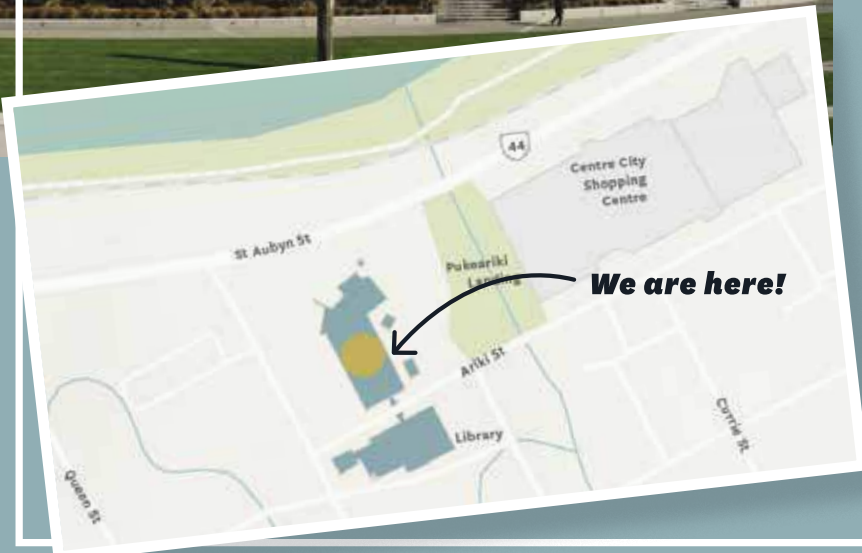 44
Centre City
Shopping
Centre
St Aubyn St
Pukeariki
Landing
We are here!
Ariki St
Library
Currie St
Queen St